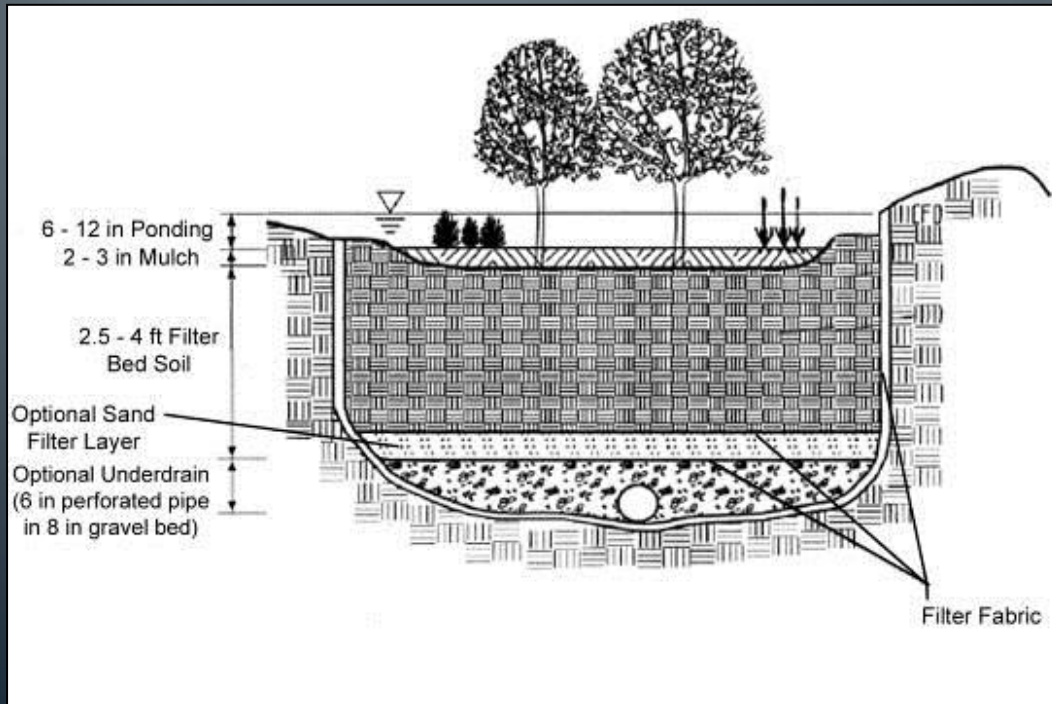 6 - 12 in Ponding
2 - 3 in Mulch
2.5 - 4 ft Filter
Bed Soil
Optional Sand
Filter Layer
Optional Underdrain
(6 in perforated pipe
in 8 in gravel bed)
Filter Fabric